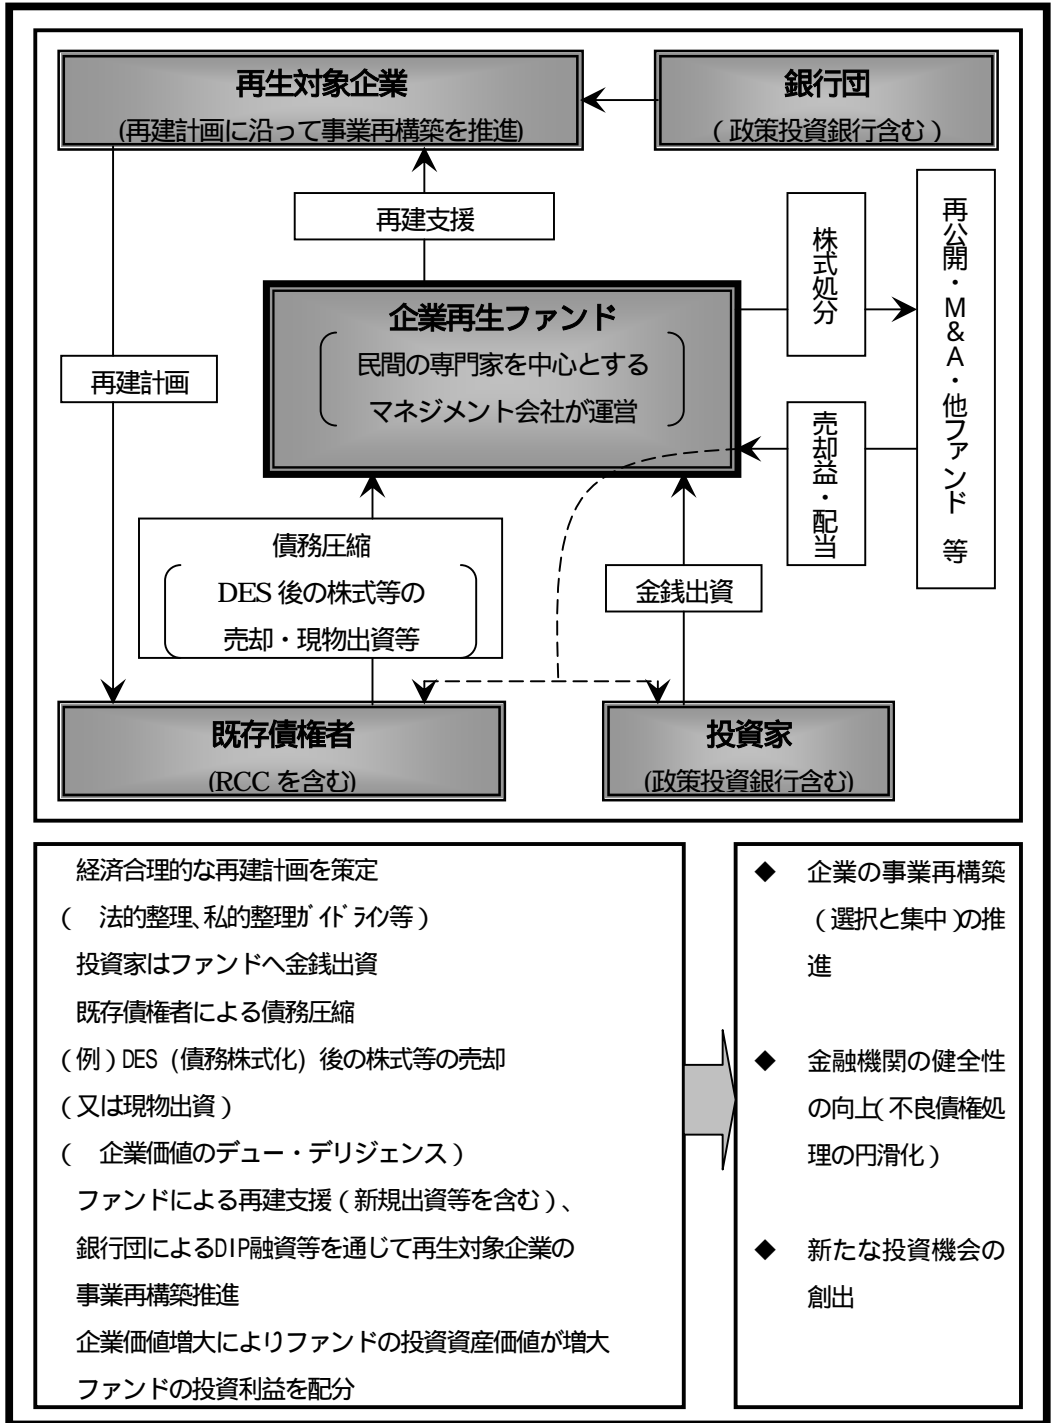 再生対象企業
(再建計画に沿って事業再構築を推進)
銀行団
(政策投資銀行含む)
再建支援
株式処分
再公開・M&A・他ファンド 等
企業再生ファンド
民間の専門家を中心とする
マネジメント会社が運営
再建計画
売却益・配当
債務圧縮
DES 後の株式等の
売却・現物出資等
金銭出資
既存債権者
(RCC を含む)
投資家
(政策投資銀行含む)
経済合理的な再建計画を策定
( 法的整理、私的整理ガイドライン等)
投資家はファンドへ金銭出資
既存債権者による債務圧縮
(例)DES (債務株式化) 後の株式等の売却
(又は現物出資)
( 企業価値のデュー・デリジェンス)
ファンドによる再建支援(新規出資等を含む)、
銀行団によるDIP融資等を通じて再生対象企業の
事業再構築推進
企業価値増大によりファンドの投資資産価値が増大
ファンドの投資利益を配分
◆ 企業の事業再構築
(選択と集中)の推
進
◆ 金融機関の健全性
の向上(不良債権処
理の円滑化)
◆ 新たな投資機会の
創出